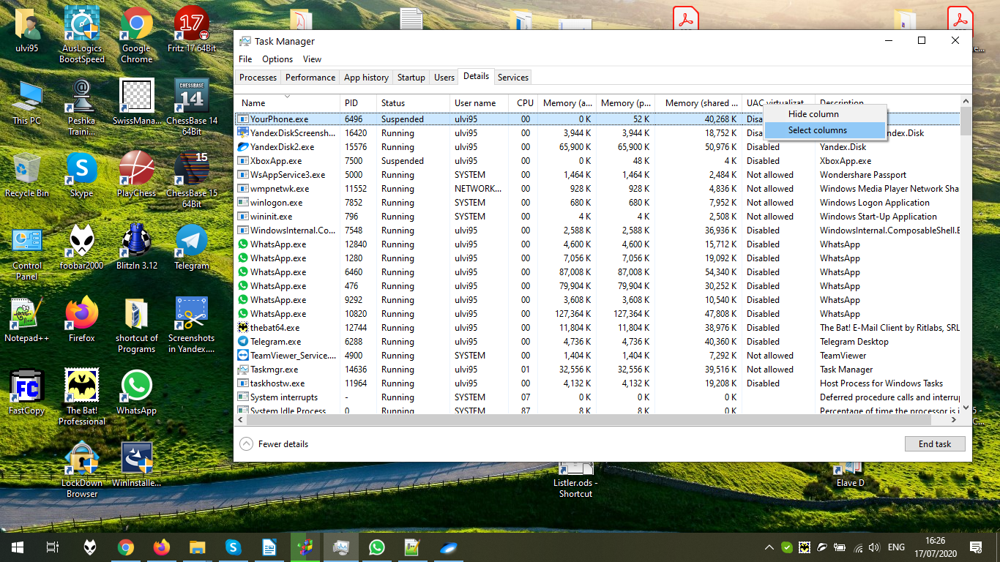 ulvi95
AusLogics
BoostSpeed
Google
Chrome
17
Fritz 17 64Bit
This PC
Peshka
Traini...
SwissMana...
CHESSBASE
14
ChessBase 14
64Bit
Recycle Bin
Skype
PlayChess
15
ChessBase 15
64Bit
Control
Panel
foobar2000
BlitzIn 3.12
Telegram
Notepad++
Firefox
shortcut of
Programs
Screenshots
in Yandex....
FC
FastCopy
The Bat!
Professional
WhatsApp
LockDown
Browser
WinInstalle...
Task Manager
File Options View
Processes Performance App history Startup Users Details Services
Name PID Status User name CPU Memory (a... Memory (p... Memory (shared ... UAC virtualizat... Description
Hide column
Select columns
YourPhone.exe 6496 Suspended ulvi95 00 0 K 52 K 40,268 K
YandexDiskScreensh... 16420 Running ulvi95 00 3,944 K 3,944 K 18,752 K
YandexDisk2.exe 15576 Running ulvi95 00 65,900 K 65,900 K 50,976 K Disabled Yandex.Disk
XboxApp.exe 7500 Suspended ulvi95 00 0 K 48 K 4 K Disabled XboxApp.exe
WsAppService3.exe 5000 Running SYSTEM 00 1,464 K 1,464 K 2,484 K Not allowed Wondershare Passport
wmpnetwk.exe 11552 Running NETWORK... 00 928 K 928 K 4,836 K Not allowed Windows Media Player Network Sha
winlogon.exe 7852 Running SYSTEM 00 680 K 680 K 7,952 K Not allowed Windows Logon Application
wininit.exe 796 Running SYSTEM 00 4 K 4 K 2,508 K Not allowed Windows Start-Up Application
WindowsInternal.Co... 7548 Running ulvi95 00 2,588 K 2,588 K 36,936 K Disabled WindowsInternal.ComposableShell.E
WhatsApp.exe 12840 Running ulvi95 00 4,600 K 4,600 K 15,712 K Disabled WhatsApp
WhatsApp.exe 1280 Running ulvi95 00 7,056 K 7,056 K 19,092 K Disabled WhatsApp
WhatsApp.exe 6460 Running ulvi95 00 87,008 K 87,008 K 54,340 K Disabled WhatsApp
WhatsApp.exe 476 Running ulvi95 00 79,904 K 79,904 K 30,252 K Disabled WhatsApp
WhatsApp.exe 9292 Running ulvi95 00 3,608 K 3,608 K 10,540 K Disabled WhatsApp
WhatsApp.exe 10820 Running ulvi95 00 127,364 K 127,364 K 47,808 K Disabled WhatsApp
thebat64.exe 12744 Running ulvi95 00 11,804 K 11,804 K 38,976 K Disabled The Bat! E-Mail Client by Ritlabs, SRL
Telegram.exe 6288 Running ulvi95 00 4,736 K 4,736 K 40,360 K Disabled Telegram Desktop
TeamViewer_Service.... 4900 Running SYSTEM 00 1,404 K 1,404 K 7,292 K Not allowed TeamViewer
Taskmgr.exe 14636 Running ulvi95 01 32,556 K 32,556 K 39,516 K Not allowed Task Manager
taskhostw.exe 11964 Running ulvi95 00 4,132 K 4,132 K 19,208 K Disabled Host Process for Windows Tasks
System interrupts - Running SYSTEM 07 0 K 0 K 0 K Deferred procedure calls and interrup
System Idle Process 0 Running SYSTEM 87 8 K 8 K 0 K Percentage of time the processor is i
Fewer details
End task
Listler.ods -
Shortcut
Elave D
ENG
16:26
17/07/2020